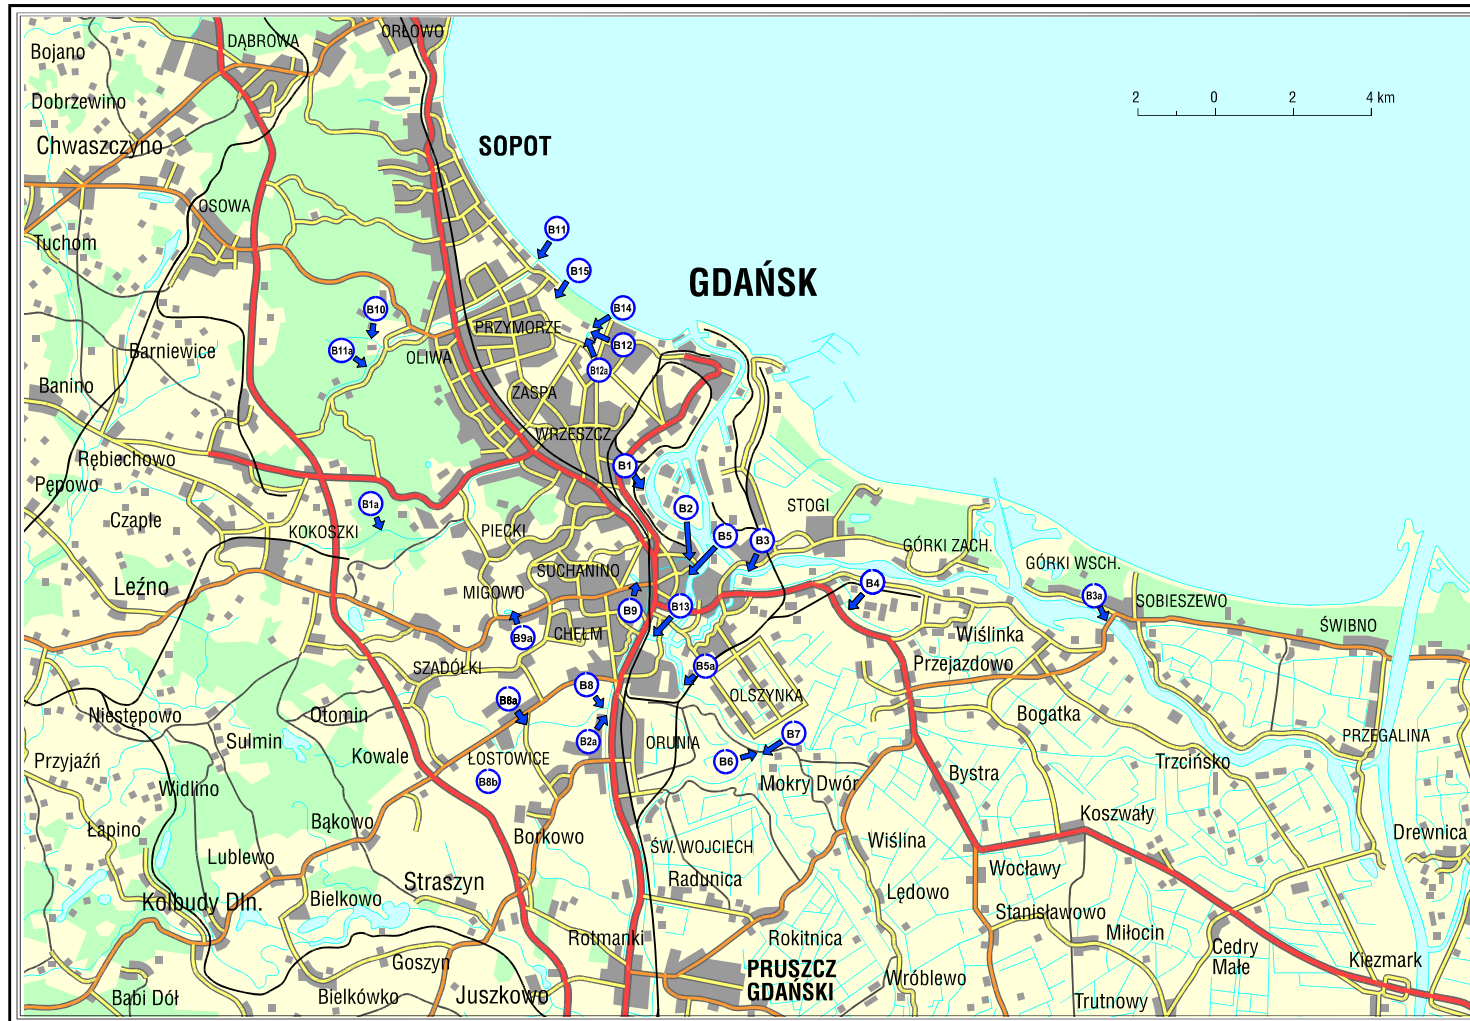 ORŁOWO
DĄBROWA
Bojano
Dobrzewino
2 0 2 4 km
Chwaszczyno
SOPOT
OSOWA
Tuchom
B11
B15
GDAŃSK
B10
B14
PRZYMORZE
B11a
Barniewice
OLIWA
B12
B12a
Banino
ZASPA
WRZESZCZ
Rębiechowo
B1
Pępowo
B1a
B2
STOGI
Czaple
KOKOSZKI
PIECKI
B5
B3
GÓRKI ZACH.
GÓRKI WSCH.
SUCHANINO
Leźno
MIGOWO
B4
B3a
SOBIESZEWO
B9
B13
ŚWIBNO
B9a
CHEŁM
Wiślinka
Przejazdowo
SZADÓŁKI
B5a
B8
OLSZYNKA
B6a
Niestępowo
Otomin
Bogatka
B7
PRZEGALINA
Sulmin
B2a
ORUNIA
Kowale
ŁOSTOWICE
B6
Przyjaźń
Trzcińsko
Bystra
B8b
Mokry Dwór
Widlino
Koszwały
Bąkowo
Łapino
Borkowo
Drewnica
Wiślina
ŚW. WOJCIECH
Lublewo
Wocławy
Radunica
Straszyn
Lędowo
Kolbudy Dln.
Bielkowo
Stanisławowo
Miłocin
Rotmanki
Rokitnica
Cedry
Małe
Kiezmark
Goszyn
PRUSZCZ
GDAŃSKI
Wróblewo
Bąbi Dół
Bielkówko
Juszkowo
Trutnowy